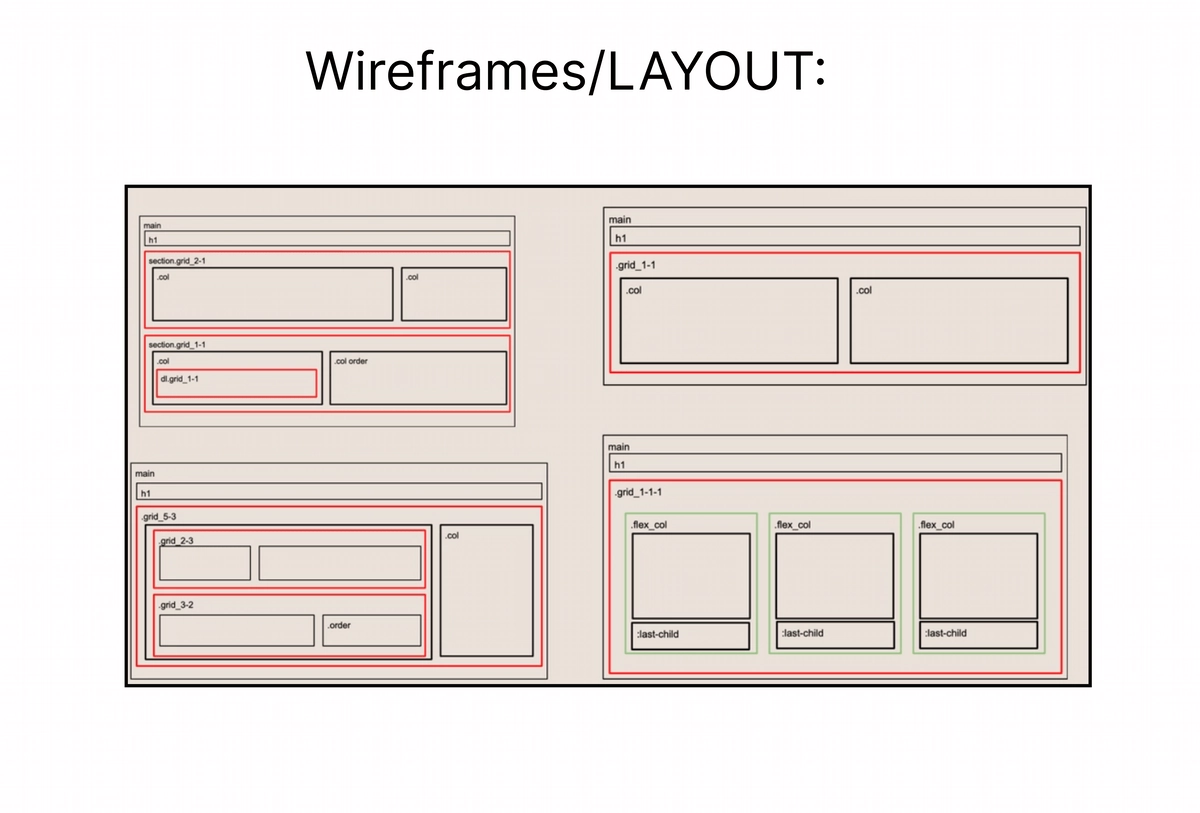 Wireframes/LAYOUT:
main
h1
section.grid_2-1
.col
.col
section.grid_1-1
.col
.col order
dl.grid_1-1
main
h1
.grid_1-1
.col
.col
main
h1
.grid_5-3
.grid_2-3
.col
.grid_3-2
.order
main
h1
.grid_1-1-1
.flex_col
.flex_col
.flex_col
:last-child
:last-child
:last-child